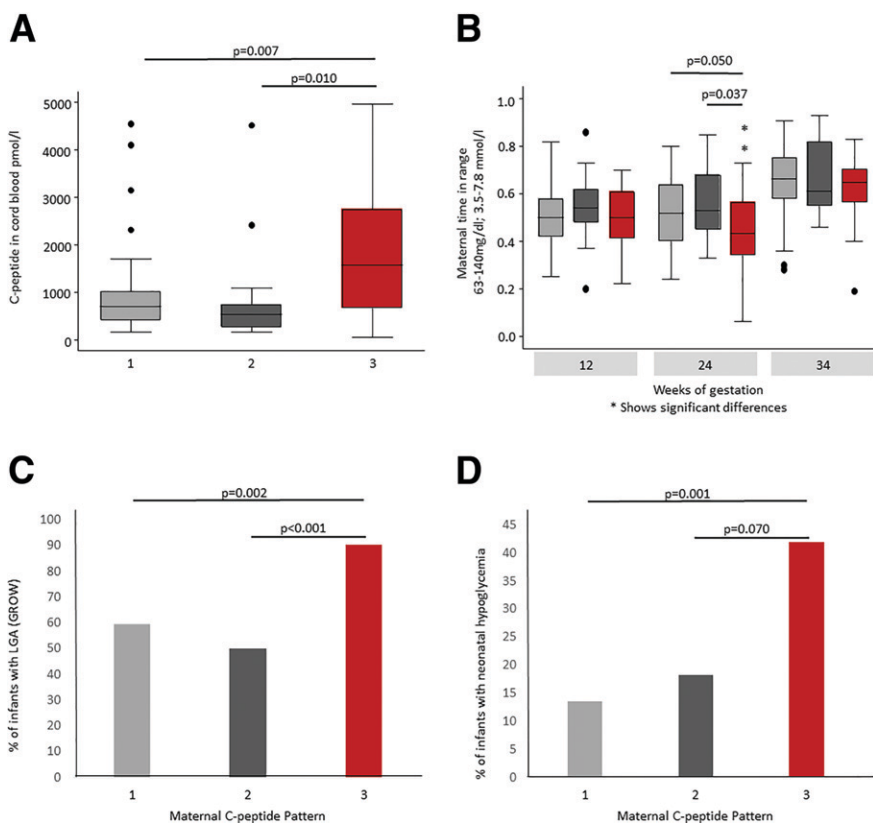 A
p=0.007
p=0.010
C-peptide in cord blood pmol/l
5000
4000
3000
2000
1000
0
1 2 3
B
p=0.050
p=0.037
Maternal time in range
63-140mg/dl; 3.5-7.8 mmol/l
1.0
0.8
0.6
0.4
0.2
0.0
* *
12 24 34
Weeks of gestation
* Shows significant differences
C
p=0.002
p<0.001
% of infants with LGA (GROW)
100
90
80
70
60
50
40
30
20
10
0
1 2 3
Maternal C-peptide Pattern
D
p=0.001
p=0.070
% of infants with neonatal hypoglycemia
45
40
35
30
25
20
15
10
5
0
1 2 3
Maternal C-peptide Pattern